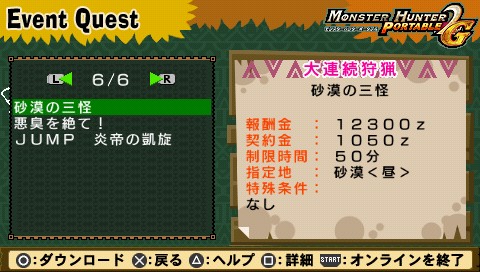 Event Quest
MONSTER HUNTER
PORTABLE 2nd G
L 6/6 R
砂漠の三怪
悪臭を絶て！
ＪＵＭＰ　炎帝の凱旋
大連続狩猟
砂漠の三怪
報酬金　：　１２３００ｚ
契約金　：　１０５０ｚ
制限時間：　５０分
指定地　：　砂漠＜昼＞
特殊条件：
なし
○:ダウンロード ×:戻る △:ヘルプ □:詳細 START:オンラインを終了